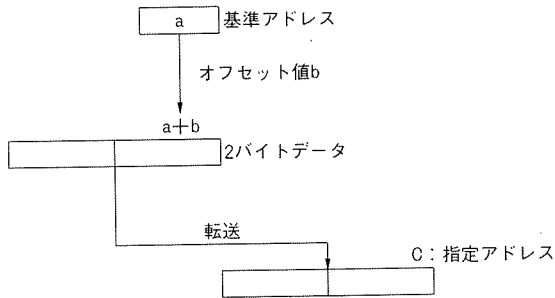 a 基準アドレス
オフセット値b
a+b
2バイトデータ
転送
C：指定アドレス